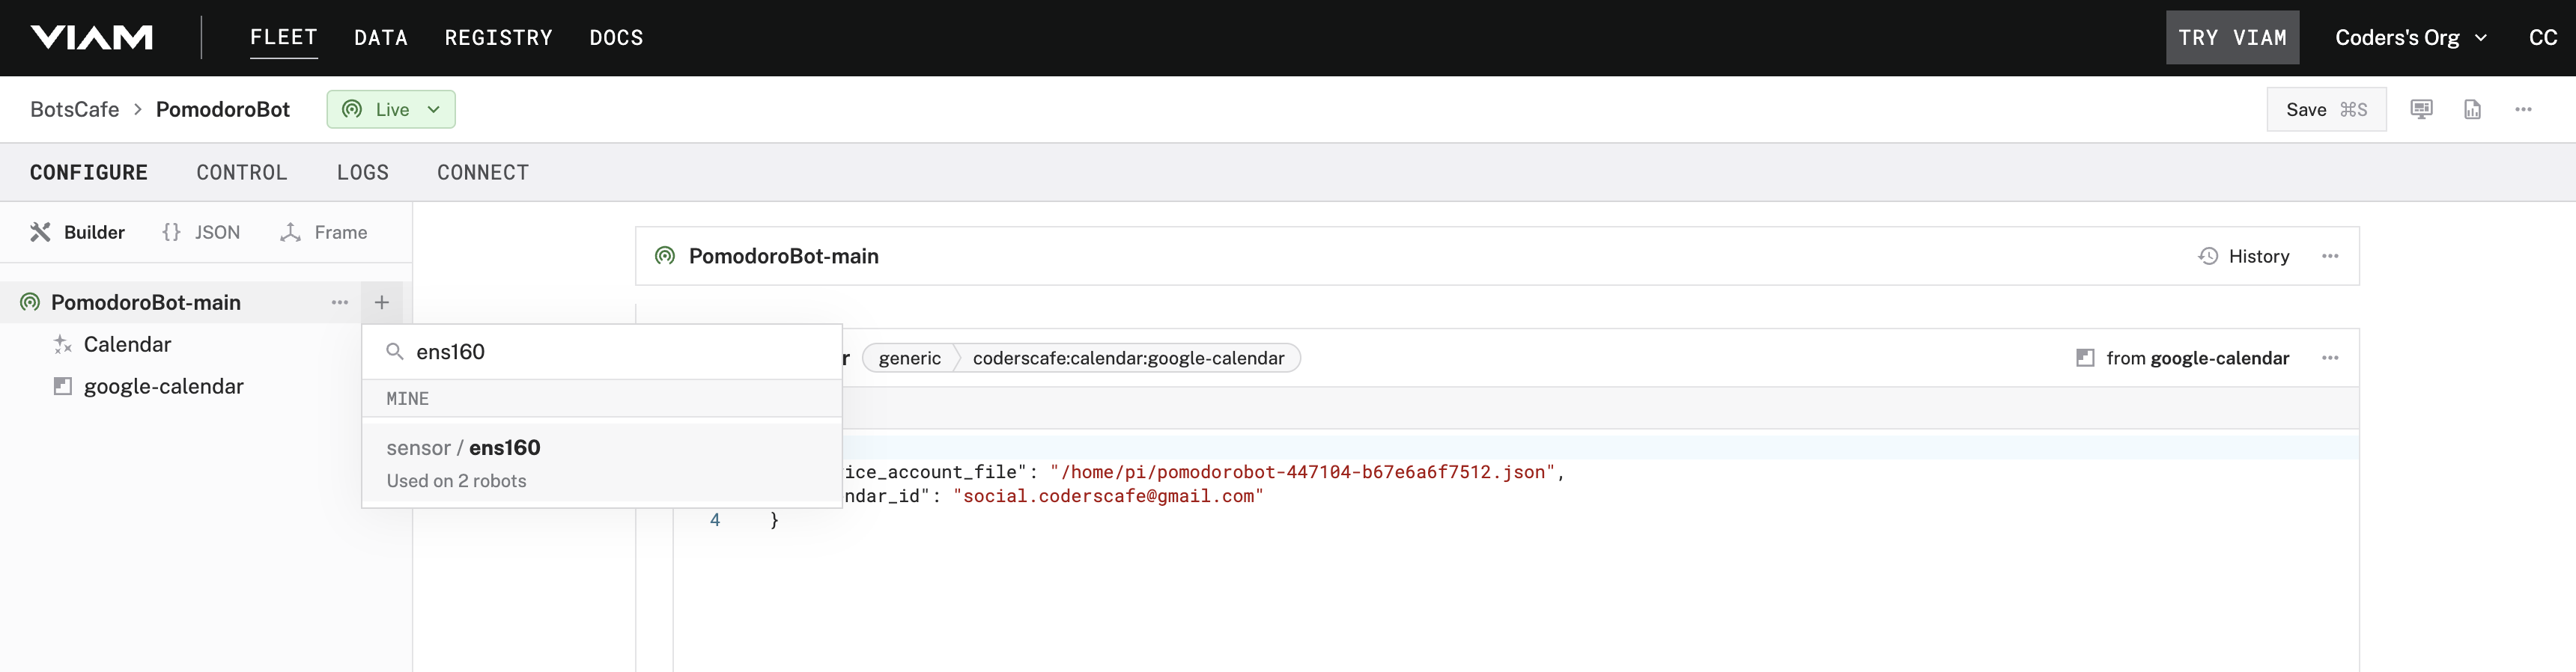 VIAM FLEET DATA REGISTRY DOCS TRY VIAM Coders's Org CC
BotsCafe > PomodoroBot Live Save ⌘S
CONFIGURE CONTROL LOGS CONNECT
Builder {} JSON Frame
PomodoroBot-main History
PomodoroBot-main
Calendar
google-calendar
ens160
MINE
sensor / ens160
Used on 2 robots
r generic coderscafe:calendar:google-calendar from google-calendar
ice_account_file": "/home/pi/pomodorobot-447104-b67e6a6f7512.json",
ndar_id": "social.coderscafe@gmail.com"
4 }